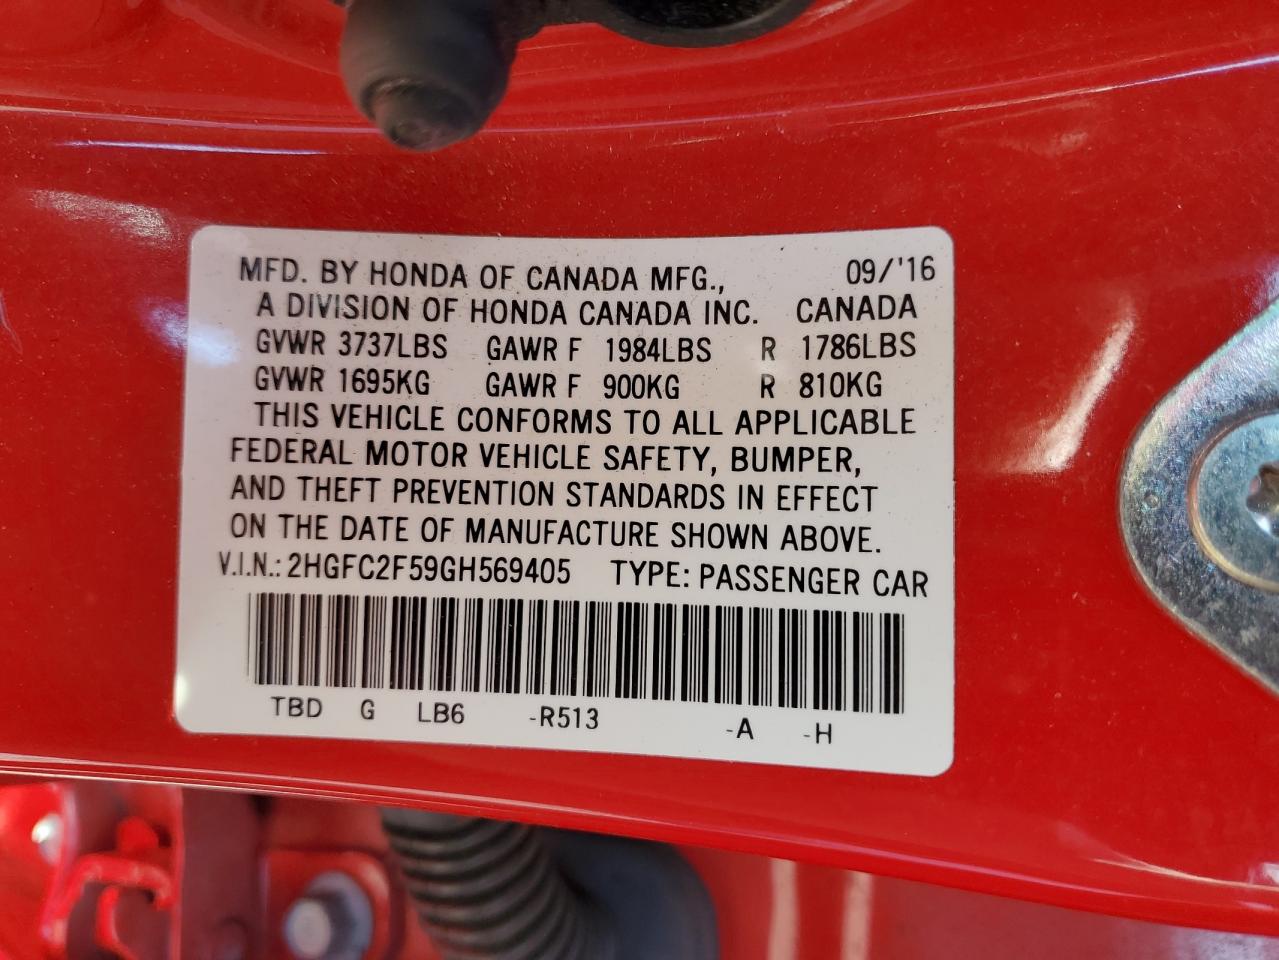 MFD. BY HONDA OF CANADA MFG., 09/'16
A DIVISION OF HONDA CANADA INC. CANADA
GVWR 3737LBS GAWR F 1984LBS R 1786LBS
GVWR 1695KG GAWR F 900KG R 810KG
THIS VEHICLE CONFORMS TO ALL APPLICABLE
FEDERAL MOTOR VEHICLE SAFETY, BUMPER,
AND THEFT PREVENTION STANDARDS IN EFFECT
ON THE DATE OF MANUFACTURE SHOWN ABOVE.
V.I.N.: 2HGFC2F59GH569405 TYPE: PASSENGER CAR
TBD G LB6 -R513 -A -H